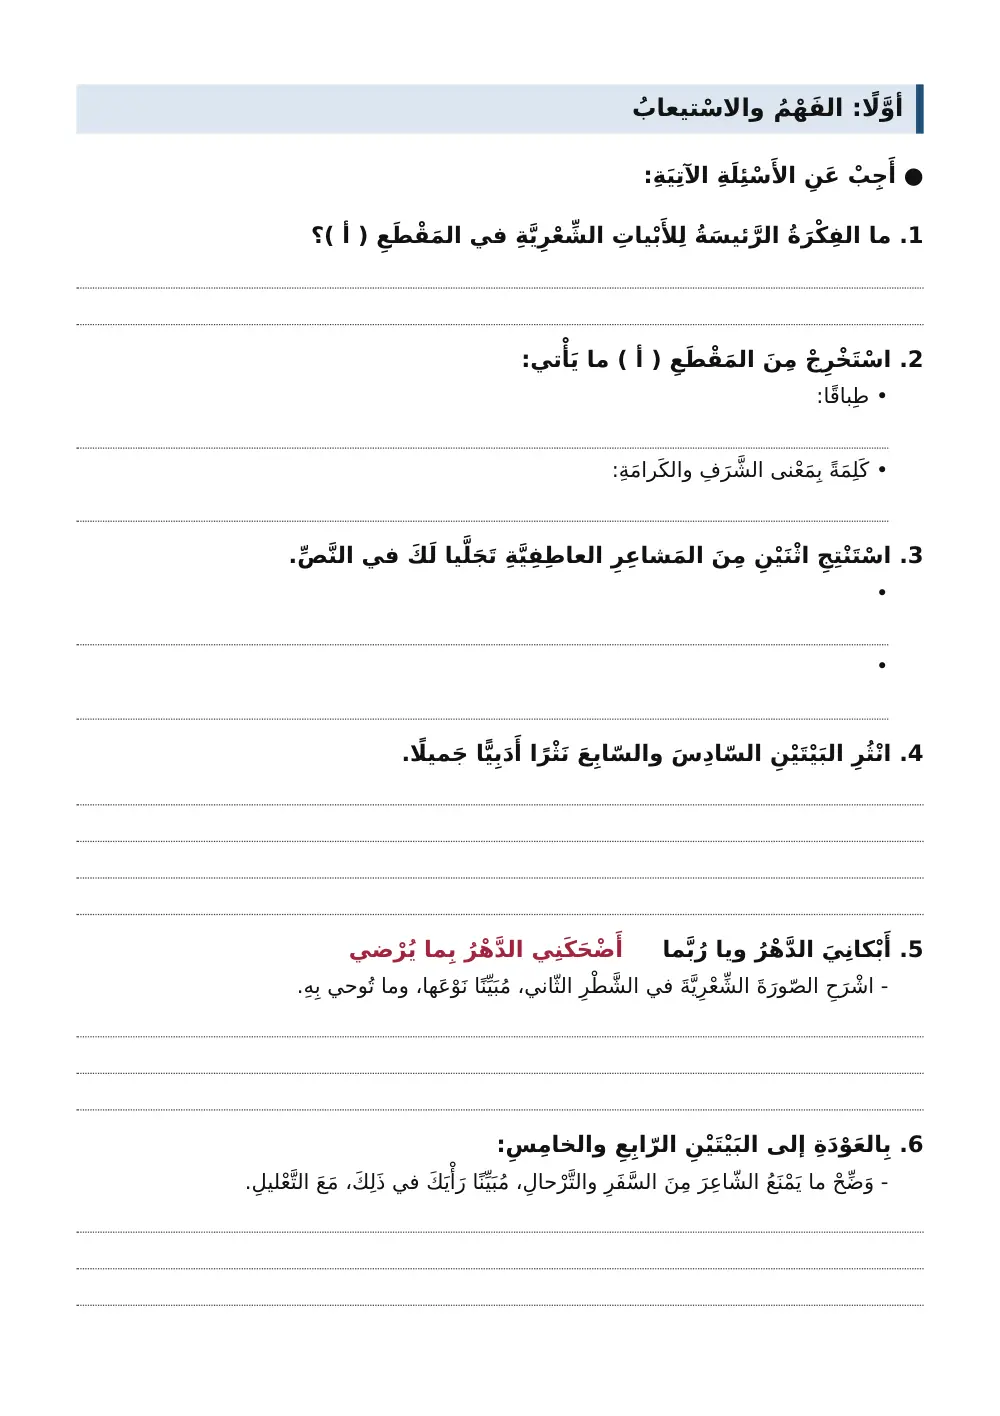 أوَّلًا: الفَهْمُ والاسْتيعابُ
● أَجِبْ عَنِ الأَسْئِلَةِ الآتِيَةِ:
1. ما الفِكْرَةُ الرَّئيسَةُ لِلأَبْياتِ الشِّعْرِيَّةِ في المَقْطَعِ ( أ )؟
2. اسْتَخْرِجْ مِنَ المَقْطَعِ ( أ ) ما يَأْتي:
• طِباقًا:
• كَلِمَةً بِمَعْنى الشَّرَفِ والكَرامَةِ:
3. اسْتَنْتِجِ اثْنَيْنِ مِنَ المَشاعِرِ العاطِفِيَّةِ تَجَلَّيا لَكَ في النَّصِّ.
•
•
4. انْثُرِ البَيْتَيْنِ السّادِسَ والسّابِعَ نَثْرًا أَدَبِيًّا جَميلًا.
5. أَبْكانِيَ الدَّهْرُ ويا رُبَّما أَضْحَكَنِي الدَّهْرُ بِما يُرْضي
- اشْرَحِ الصّورَةَ الشِّعْرِيَّةَ في الشَّطْرِ الثّاني، مُبَيِّنًا نَوْعَها، وما تُوحي بِهِ.
6. بِالعَوْدَةِ إلى البَيْتَيْنِ الرّابِعِ والخامِسِ:
- وَضِّحْ ما يَمْنَعُ الشّاعِرَ مِنَ السَّفَرِ والتَّرْحالِ، مُبَيِّنًا رَأْيَكَ في ذَلِكَ، مَعَ التَّعْليلِ.